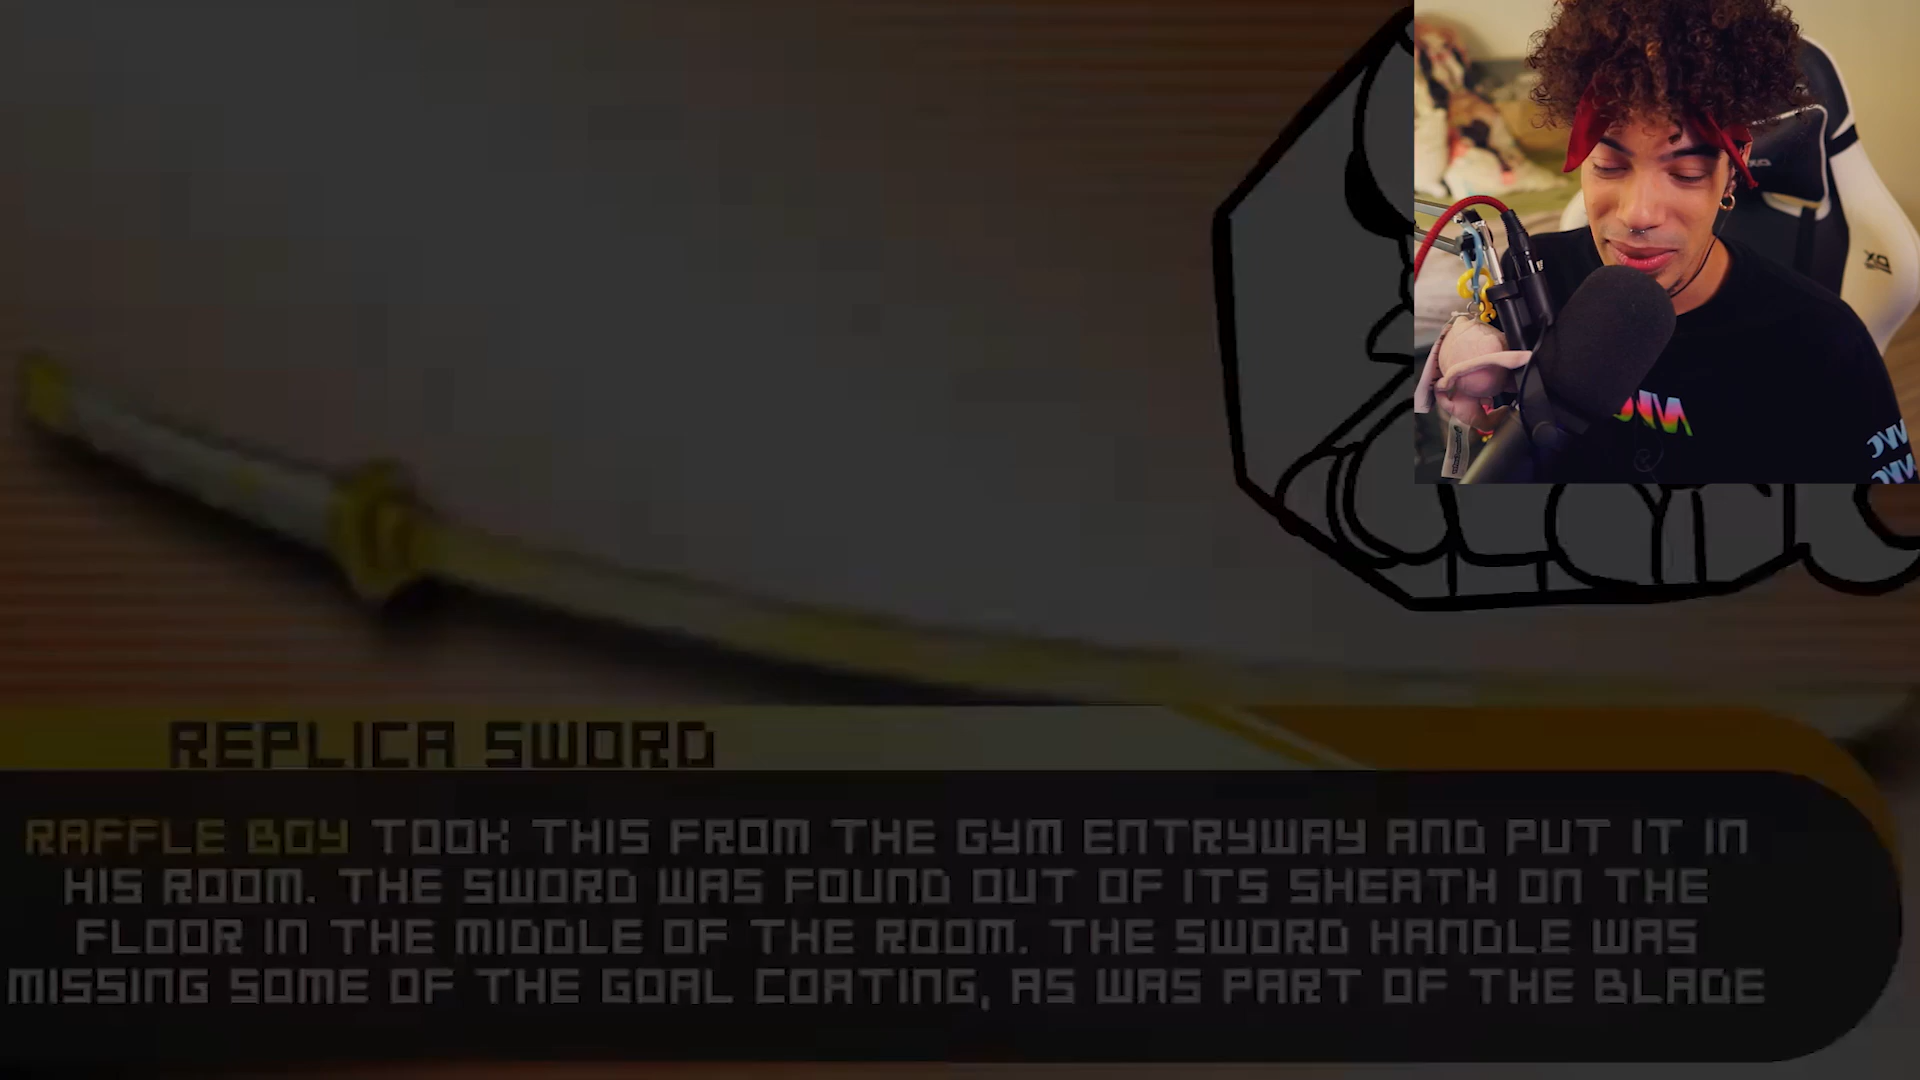 REPLICA SWORD
RAFFLE BOY TOOK THIS FROM THE GYM ENTRYWAY AND PUT IT IN
HIS ROOM. THE SWORD WAS FOUND OUT OF ITS SHEATH ON THE
FLOOR IN THE MIDDLE OF THE ROOM. THE SWORD HANDLE WAS
MISSING SOME OF THE GOAL COATING, AS WAS PART OF THE BLADE